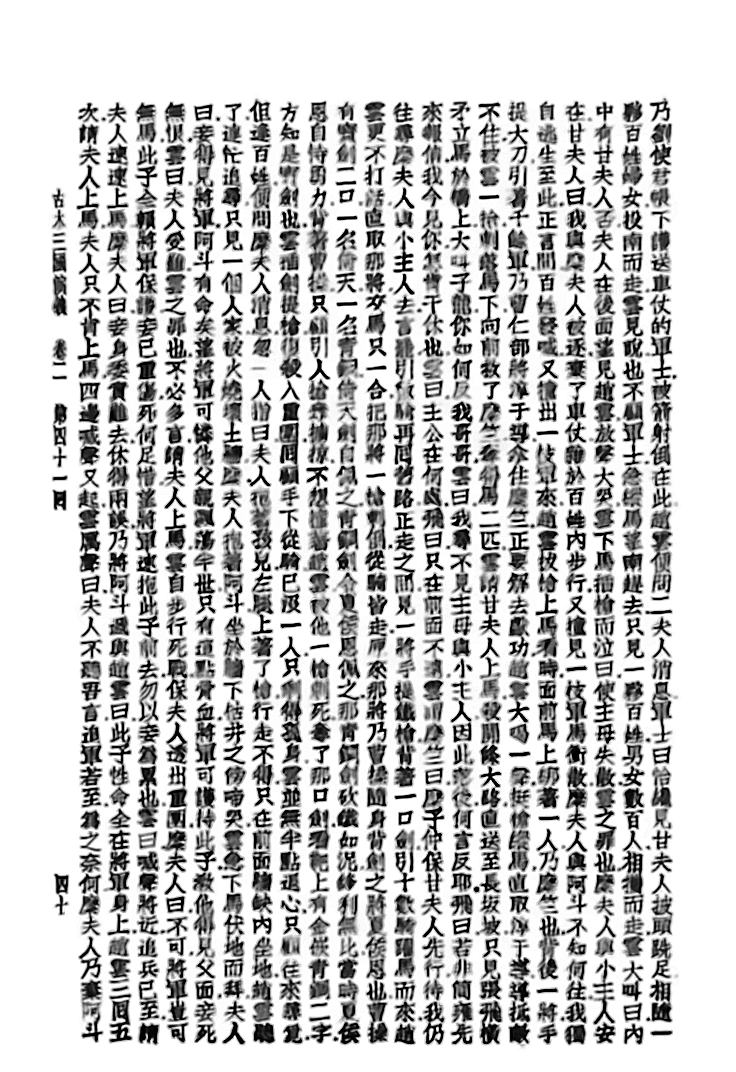 乃劉使君帳下護送車仗的軍士被箭射倒在此趙雲便問二夫人消息軍士曰恰纔見甘夫人披頭跣足相隨一
夥百姓婦女投南而走雲見說也不顧軍士急縱馬望南趕去只見一夥百姓男女數百人相攜而走雲大叫曰內
中有甘夫人否夫人在後面望見趙雲放聲大哭雲下馬插槍而泣曰使主母失散雲之罪也糜夫人與小主人安
在甘夫人曰我與糜夫人被逐棄了車仗雜於百姓內步行又撞見一枝軍馬衝散糜夫人與阿斗不知何往我獨
自逃生至此正言間百姓發喊又撞出一枝軍來趙雲拔槍上馬看時面前馬上綁著一人乃糜竺也背後一將手
提大刀引著千餘軍乃曹仁部將淳于導拿住糜竺正要解去獻功趙雲大喝一聲挺槍縱馬直取淳于導導抵敵
不住被雲一槍刺落馬下向前救了糜竺奪得馬二匹雲請甘夫人上馬殺開條大路直送至長坂坡只見張飛橫
矛立馬於橋上大叫子龍你如何反我哥哥雲曰我尋不見主母與小主人因此落後何言反耶飛曰若非簡雍先
來報信我今見你怎肯干休也雲曰主公在何處飛曰只在前面不遠雲謂糜竺曰糜子仲保甘夫人先行待我仍
往尋糜夫人與小主人去言罷引數騎再回舊路正走之間見一將手提鐵槍背著一口劍引十數騎躍馬而來趙
雲更不打話直取那將交馬只一合把那將一槍刺倒從騎皆走原來那將乃曹操隨身背劍之將夏侯恩也曹操
有寶劍二口一名倚天一名青釭倚天劍自佩之青釭劍令夏侯恩佩之那青釭劍砍鐵如泥鋒利無比當時夏侯
恩自恃勇力背著曹操只顧引人搶奪擄掠不想撞著趙雲被他一槍刺死奪了那口劍看靶上有金嵌青釭二字
方知是寶劍也雲插劍提槍復殺入重圍回顧手下從騎已沒一人只剩得孤身雲並無半點退心只顧往來尋覓
但逢百姓便問糜夫人消息忽一人指曰夫人抱著孩兒左腿上著了槍行走不得只在前面牆缺內坐地趙雲聽
了連忙追尋只見一個人家被火燒壞土牆糜夫人抱著阿斗坐於牆下枯井之傍啼哭雲急下馬伏地而拜夫人
曰妾得見將軍阿斗有命矣望將軍可憐他父親飄蕩半世只有這點骨血將軍可護持此子教他得見父面妾死
無恨雲曰夫人受難雲之罪也不必多言請夫人上馬雲自步行死戰保夫人透出重圍糜夫人曰不可將軍豈可
無馬此子全賴將軍保護妾已重傷死何足惜望將軍速抱此子前去勿以妾為累也雲曰喊聲將近追兵已至請
夫人速速上馬糜夫人曰妾身委實難去休得兩誤乃將阿斗遞與趙雲曰此子性命全在將軍身上趙雲三回五
次請夫人上馬夫人只不肯上馬四邊喊聲又起雲厲聲曰夫人不聽吾言追軍若至為之奈何糜夫人乃棄阿斗
古本三國演義 卷二 第四十一回 四十